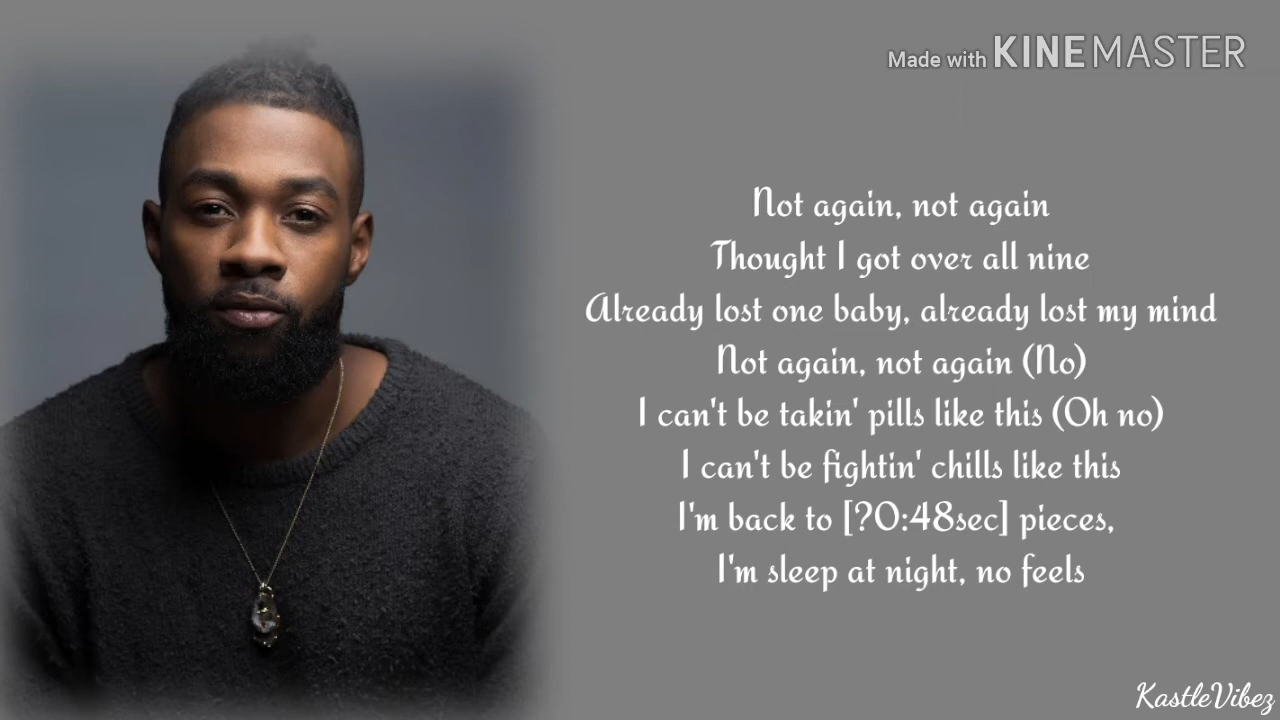 Made with KINEMASTER
Not again, not again
Thought I got over all nine
Already lost one baby, already lost my mind
Not again, not again (No)
I can't be takin' pills like this (Oh no)
I can't be fightin' chills like this
I'm back to [?0:48sec] pieces,
I'm sleep at night, no feels
KastleVibez